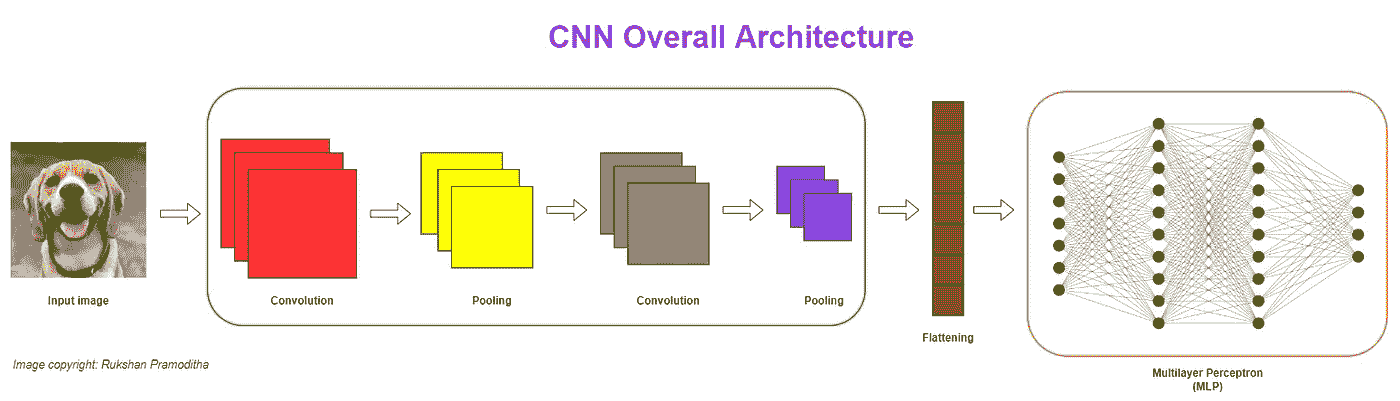 CNN Overall Architecture
Input image
Convolution
Pooling
Convolution
Pooling
Flattening
Multilayer Perceptron
(MLP)
Image copyright: Rukshan Pramoditha